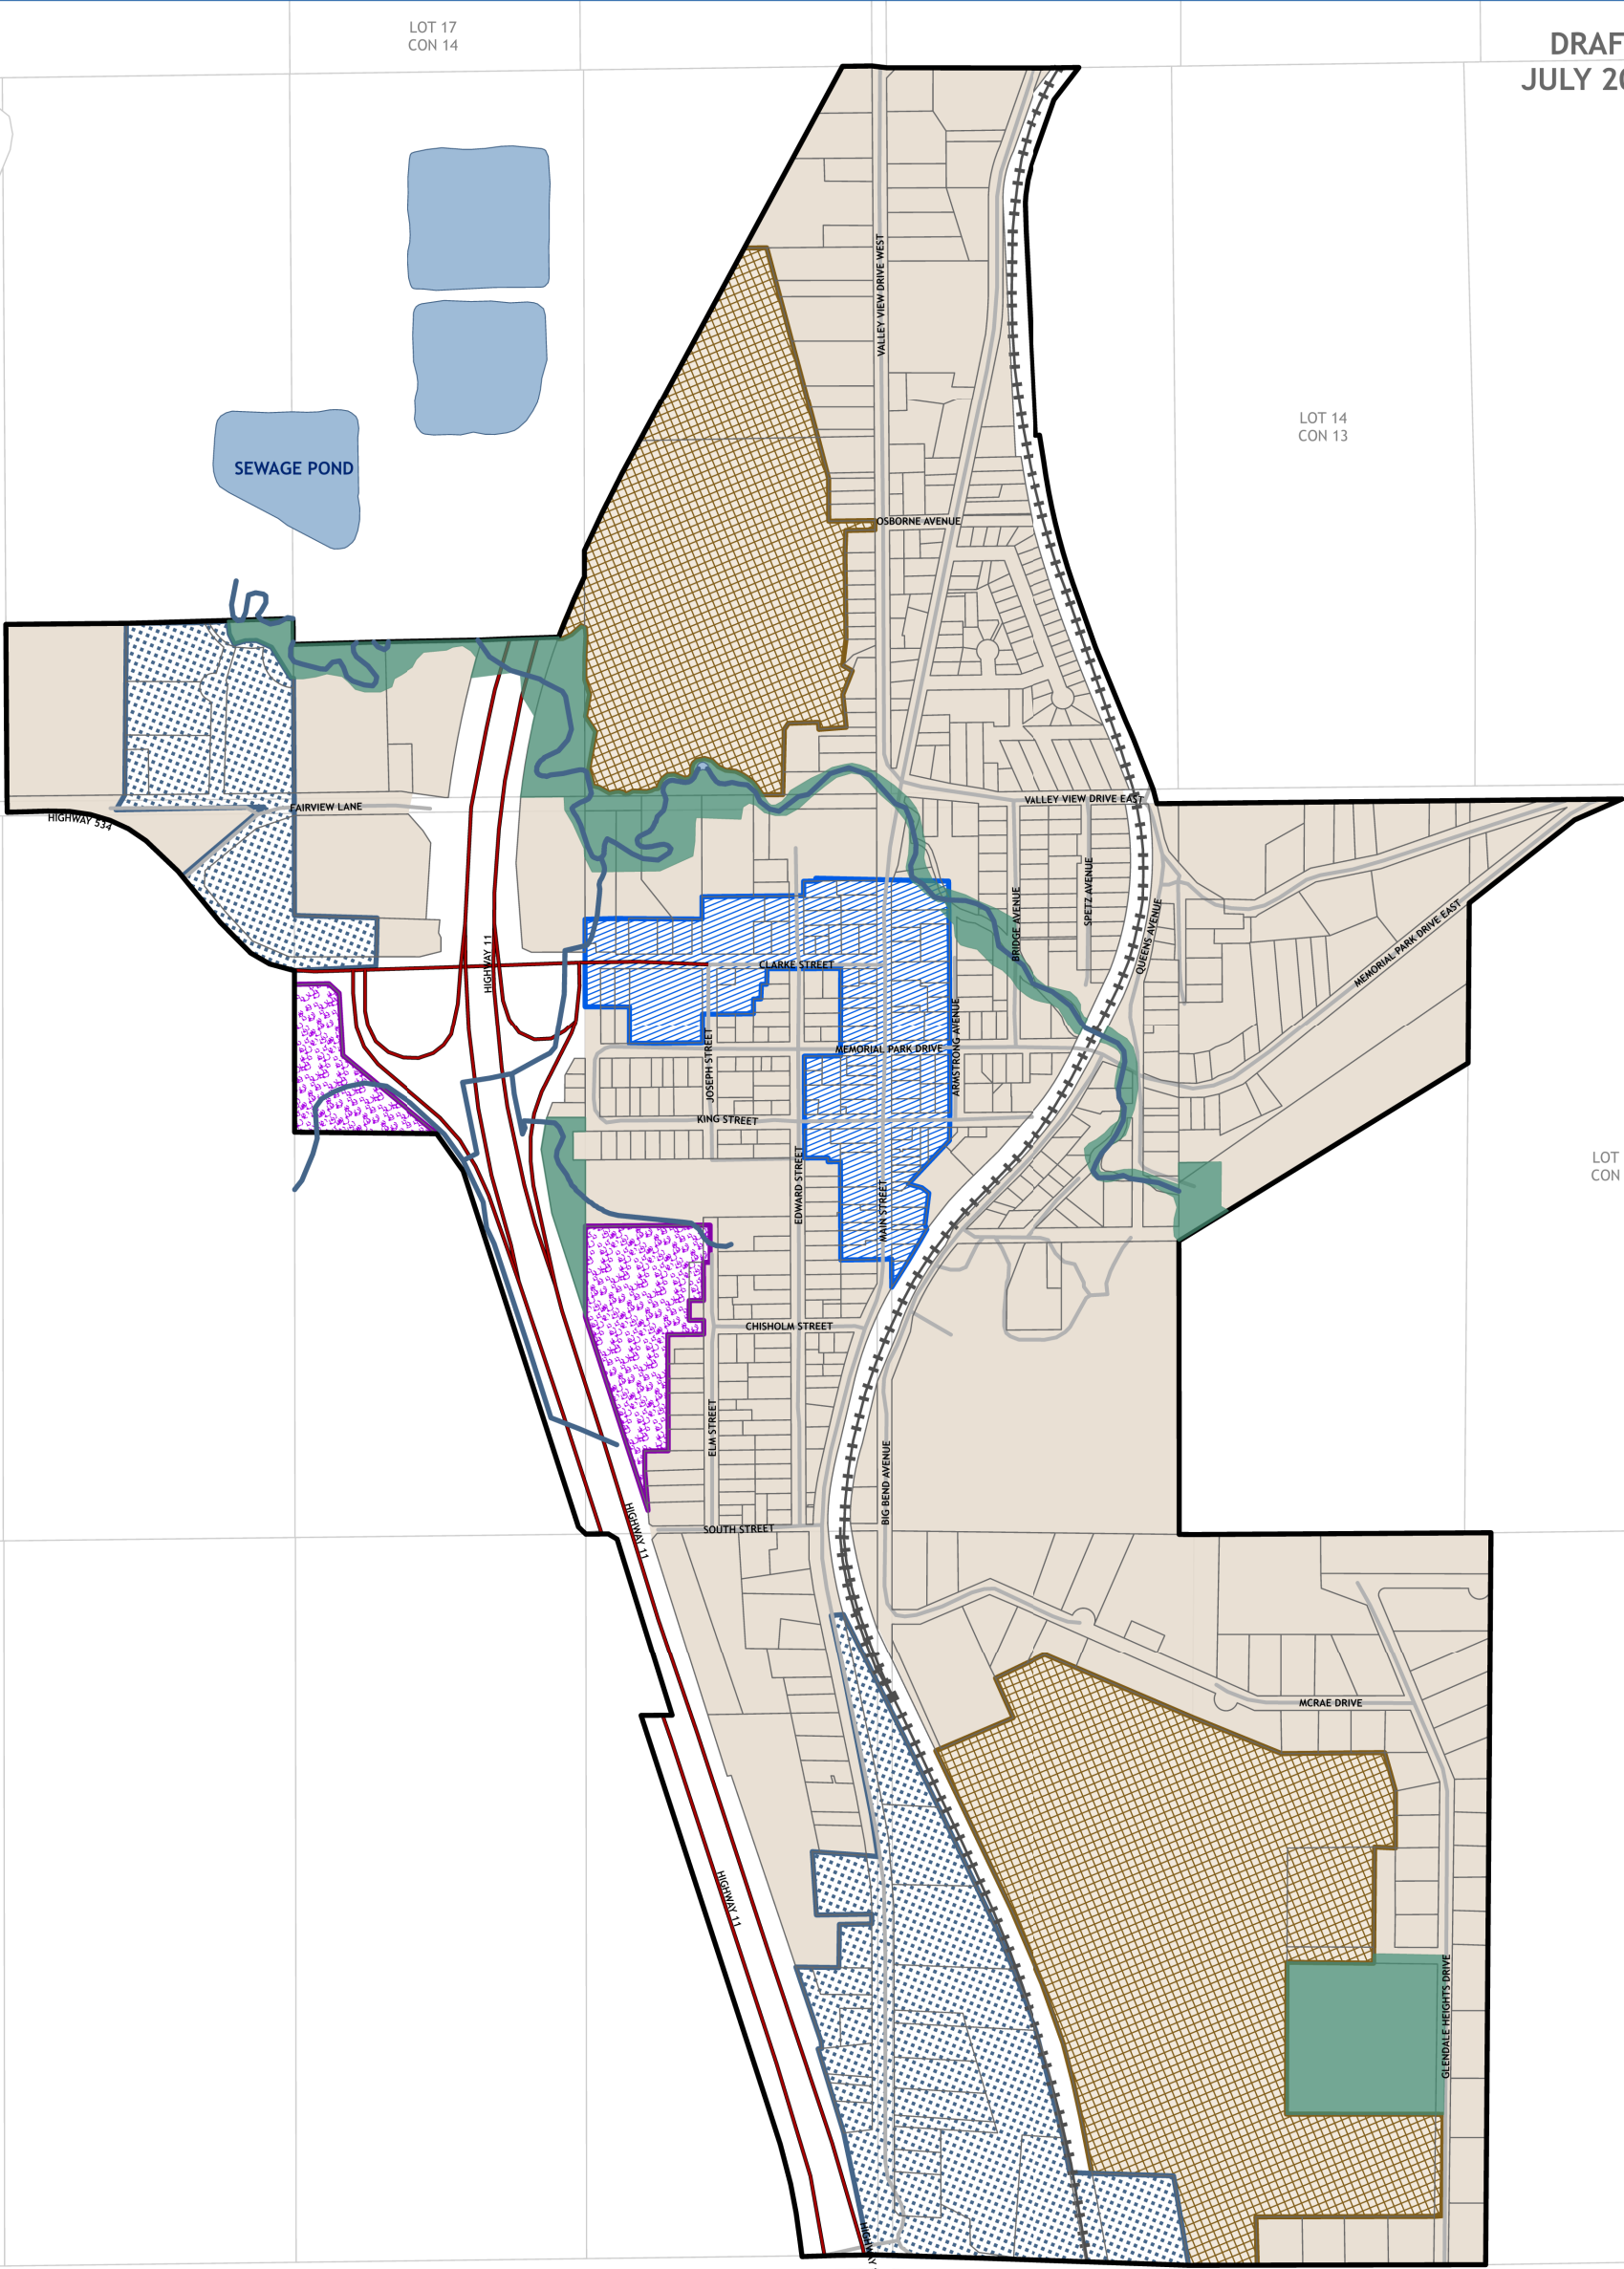 LOT 17
CON 14
DRAF
JULY 20
VALLEY VIEW DRIVE WEST
LOT 14
CON 13
SEWAGE POND
OSBORNE AVENUE
VALLEY VIEW DRIVE EAST
FAIRVIEW LANE
HIGHWAY 534
SPETZ AVENUE
BRIDGE AVENUE
QUEENS AVENUE
MEMORIAL PARK DRIVE EAST
HIGHWAY 11
CLARKE STREET
ARMSTRONG AVENUE
MEMORIAL PARK DRIVE
JOSEPH STREET
KING STREET
LOT
CON
EDWARD STREET
MAIN STREET
CHISHOLM STREET
ELM STREET
BIG BEND AVENUE
HIGHWAY 11
SOUTH STREET
MCRAE DRIVE
HIGHWAY 11
GLENDALE HEIGHTS DRIVE
HIGHWAY